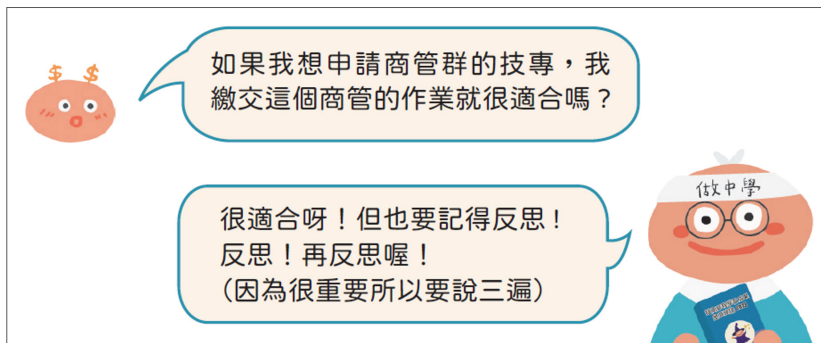 $ $
如果我想申請商管群的技專，我
繳交這個商管的作業就很適合嗎？
很適合呀！但也要記得反思！
反思！再反思喔！
（因為很重要所以要說三遍）
做中學